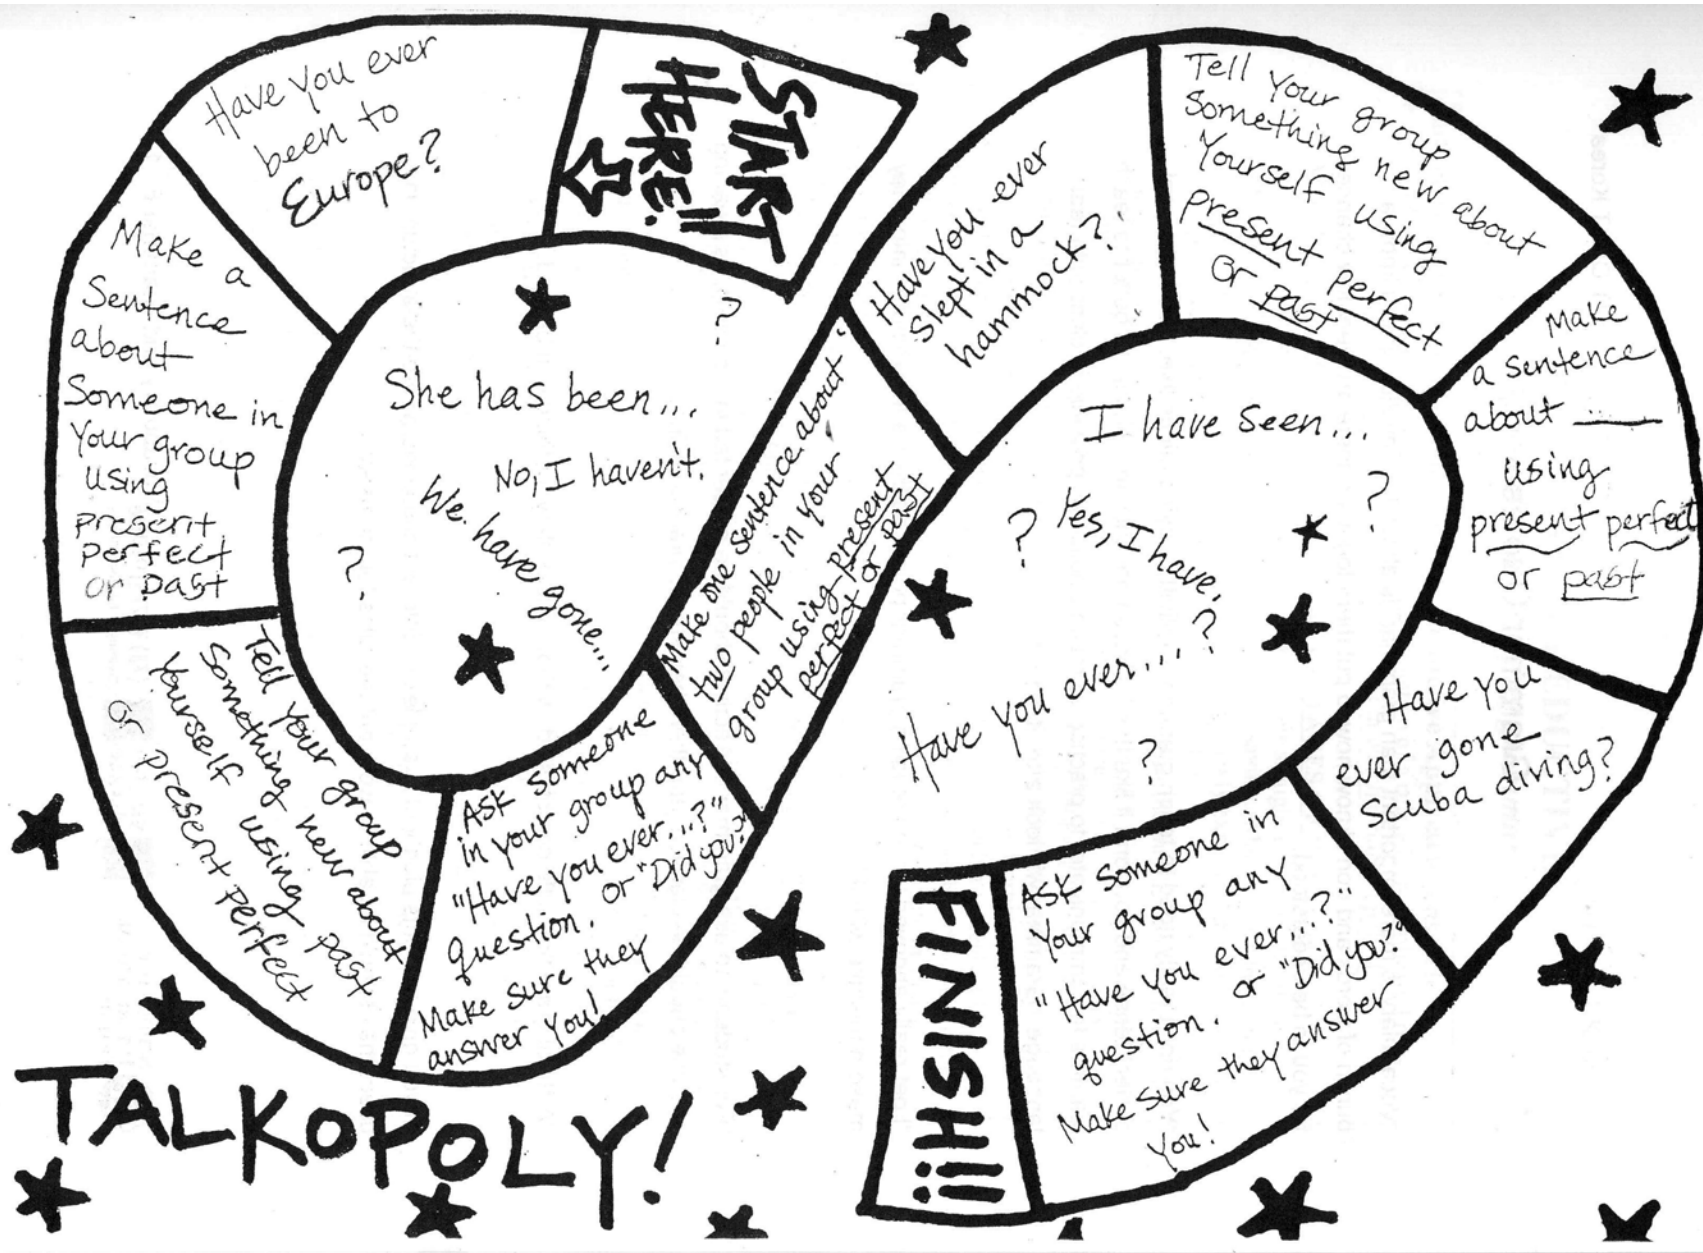 START
HERE!!
Have you ever
been to
Europe?
Make a
Sentence
about
Someone in
Your group
using
present
perfect
or past
Tell your group
Something new about
Yourself using past
or present perfect
Ask someone
in your group any
"Have you ever...?"
or "Did you?"
question.
Make sure they
answer You!
Make one sentence about
two people in your
group using present
perfect or past
Have you ever
Slept in a
hammock?
Tell Your group
Something new about
Yourself using
present perfect
or past
Make
a sentence
about ____
using
present perfect
or past
Have you
ever gone
Scuba diving?
Ask Someone in
Your group any
"Have you ever...?"
or "Did you?"
question.
Make sure they answer
You!
FINISH!!!
?
She has been...
No, I haven't.
We have gone...
?
I have seen...
?
? Yes, I have.
Have you ever...?
?
TALKOPOLY!